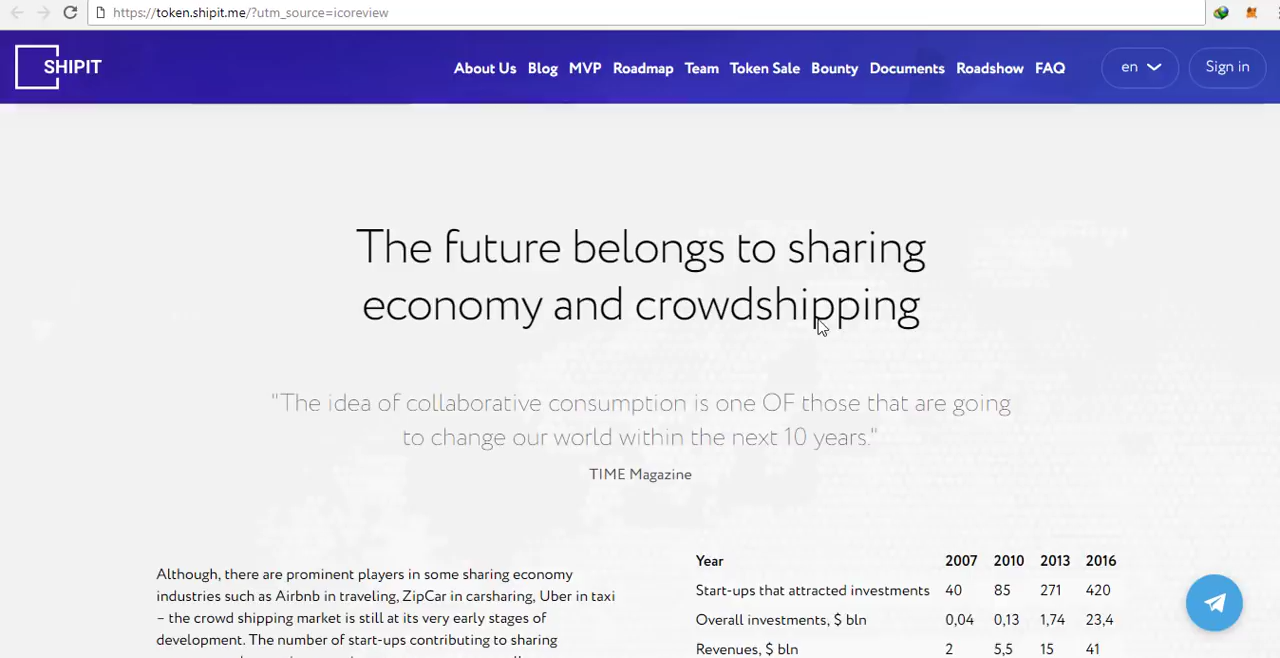 https://token.shipit.me/?utm_source=icoreview
SHIPIT
About Us Blog MVP Roadmap Team Token Sale Bounty Documents Roadshow FAQ en Sign in
The future belongs to sharing
economy and crowdshipping
"The idea of collaborative consumption is one OF those that are going
to change our world within the next 10 years."
TIME Magazine
Although, there are prominent players in some sharing economy
industries such as Airbnb in traveling, ZipCar in carsharing, Uber in taxi
– the crowd shipping market is still at its very early stages of
development. The number of start-ups contributing to sharing
Year 2007 2010 2013 2016
Start-ups that attracted investments 40 85 271 420
Overall investments, $ bln 0,04 0,13 1,74 23,4
Revenues, $ bln 2 5,5 15 41